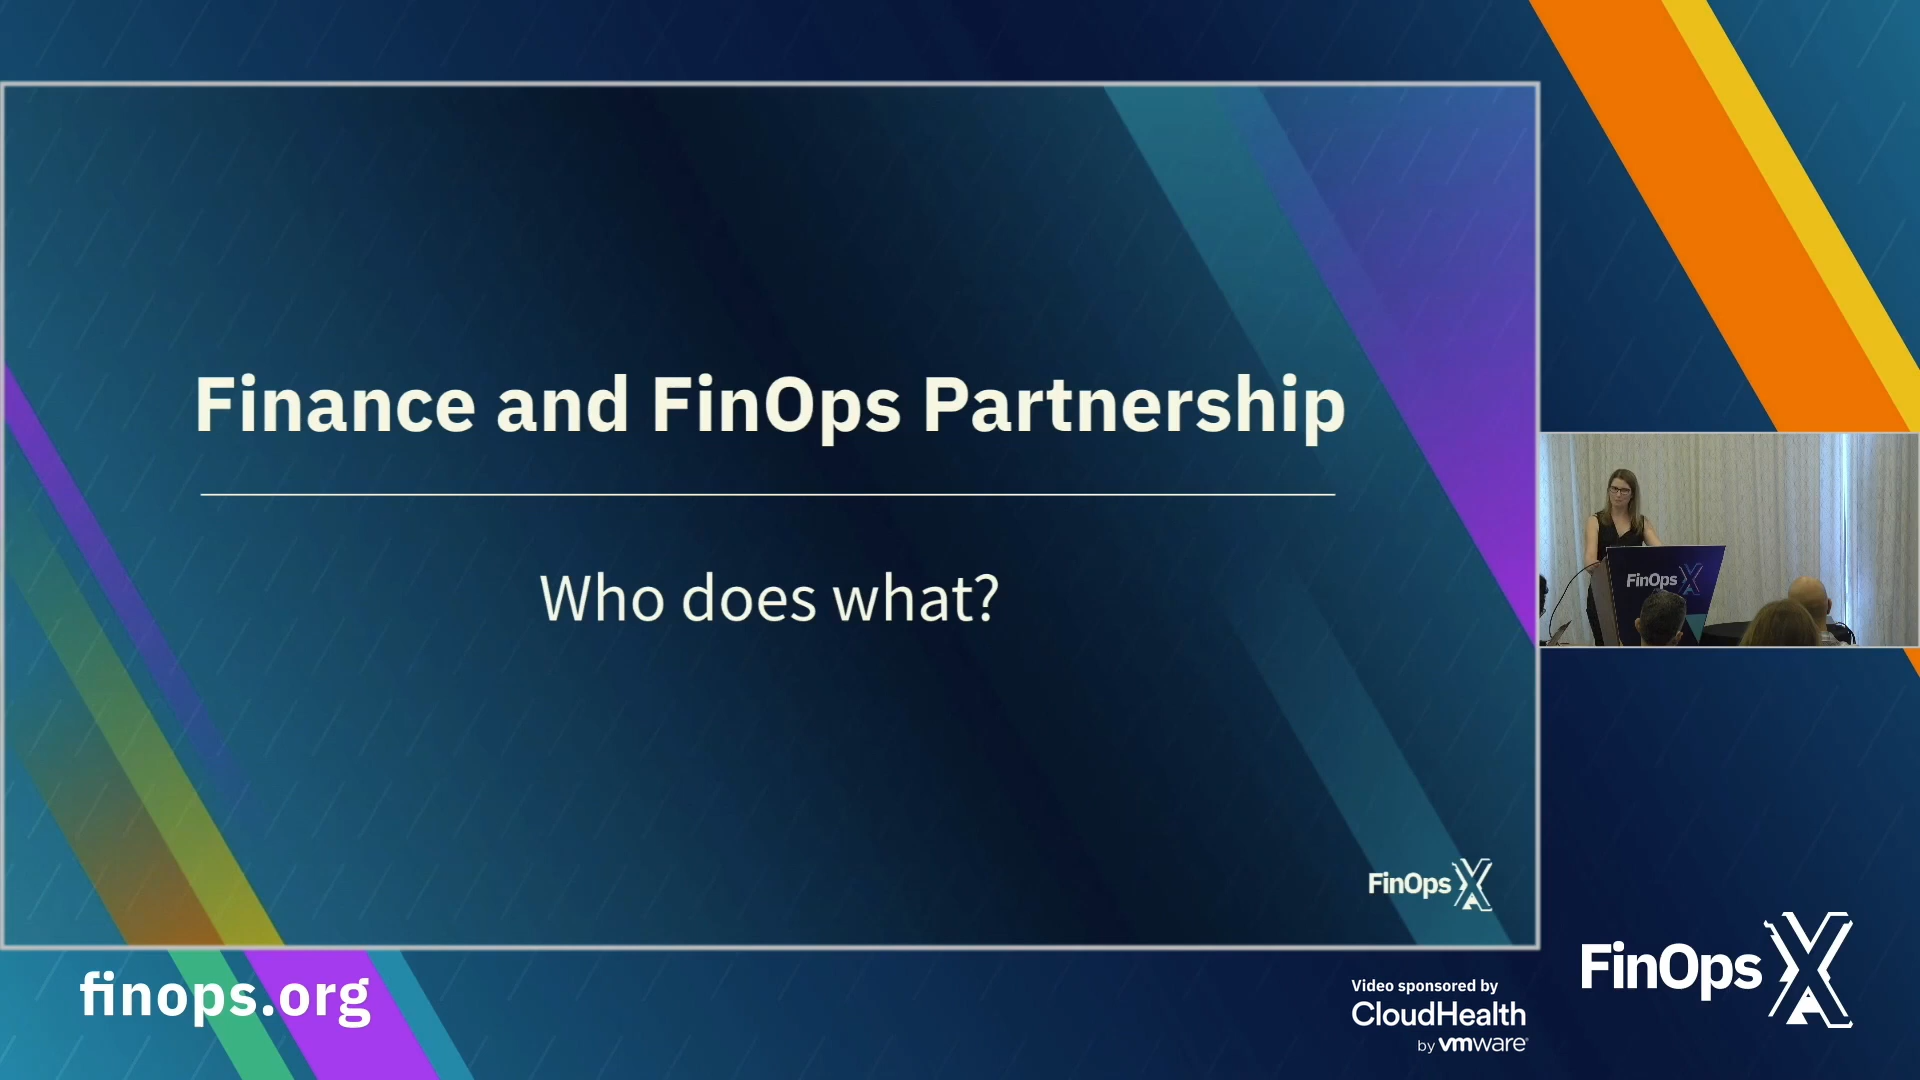 Finance and FinOps Partnership
Who does what?
FinOps X
FinOps X
finops.org
Video sponsored by
CloudHealth
by vmware
FinOps X